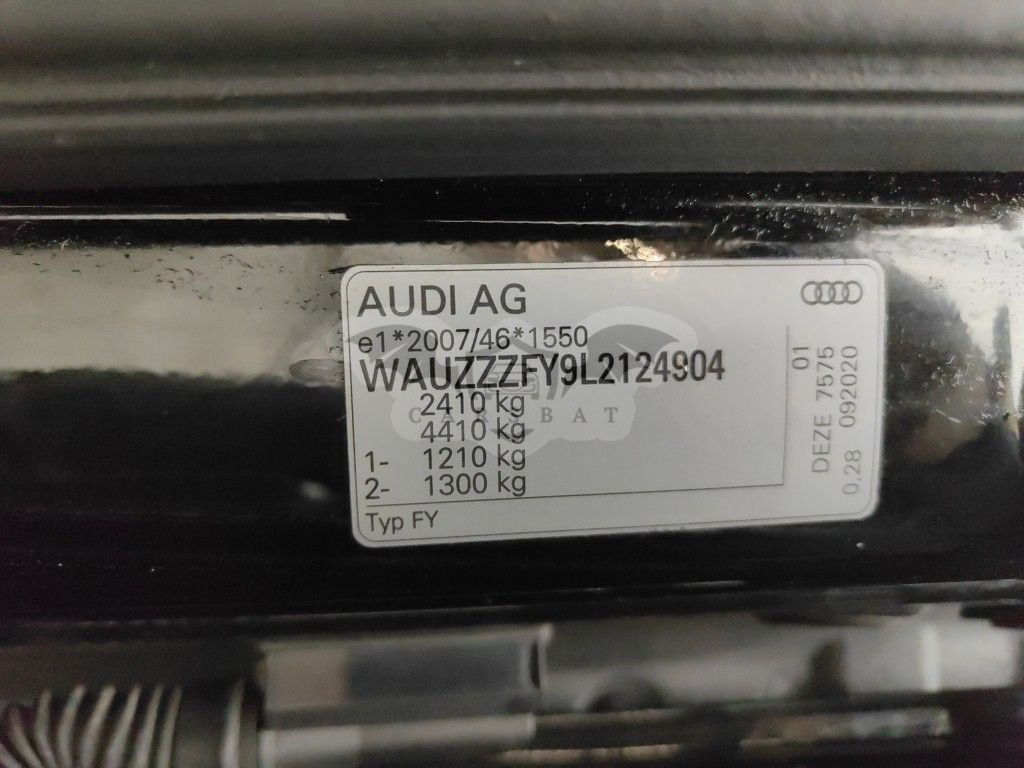 AUDI AG
e1*2007/46*1550
WAUZZZFY9L2124904
2410 kg
4410 kg
1- 1210 kg
2- 1300 kg
Typ FY
01
DEZE 7575
0,28 092020
CAROBAT